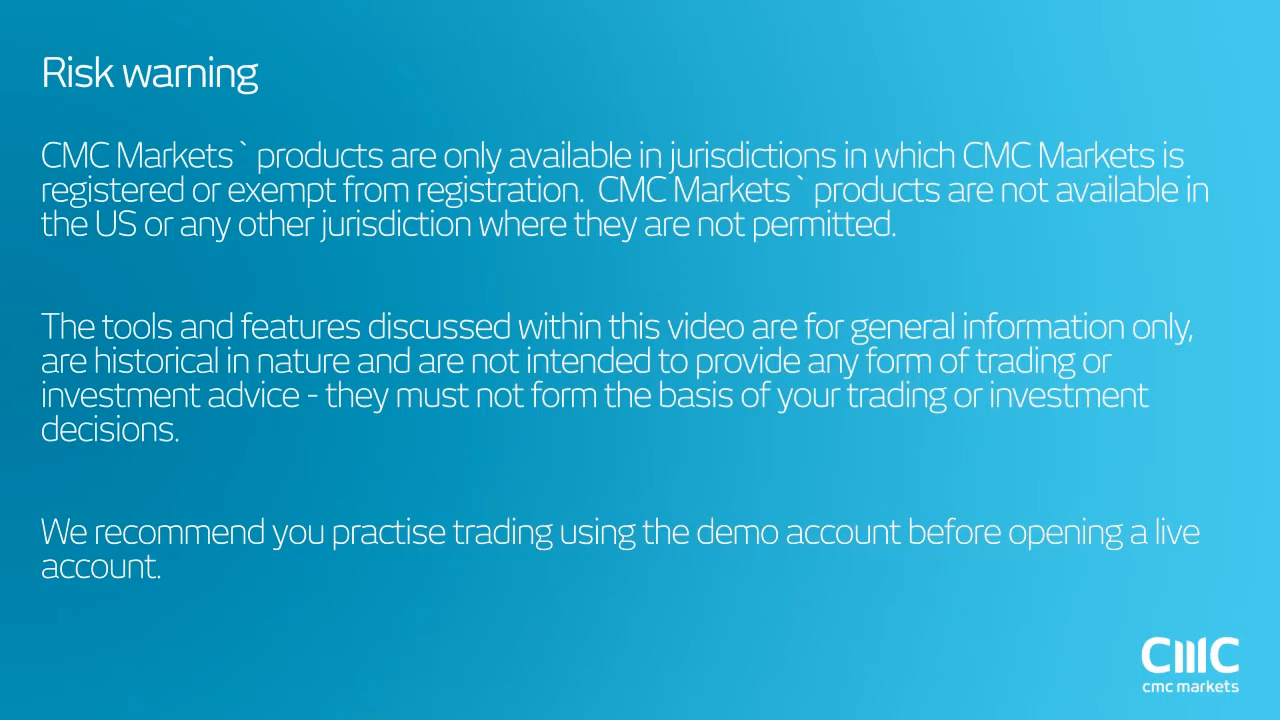 Risk warning
CMC Markets` products are only available in jurisdictions in which CMC Markets is
registered or exempt from registration.  CMC Markets` products are not available in
the US or any other jurisdiction where they are not permitted.
The tools and features discussed within this video are for general information only,
are historical in nature and are not intended to provide any form of trading or
investment advice - they must not form the basis of your trading or investment
decisions.
We recommend you practise trading using the demo account before opening a live
account.
CMC
cmc markets